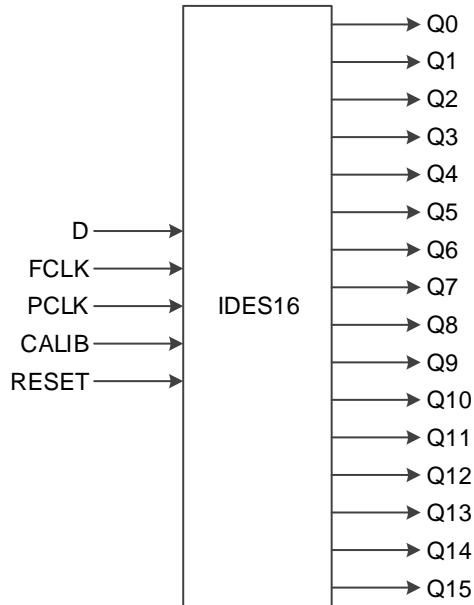 D
FCLK
PCLK
CALIB
RESET
IDES16
Q0
Q1
Q2
Q3
Q4
Q5
Q6
Q7
Q8
Q9
Q10
Q11
Q12
Q13
Q14
Q15